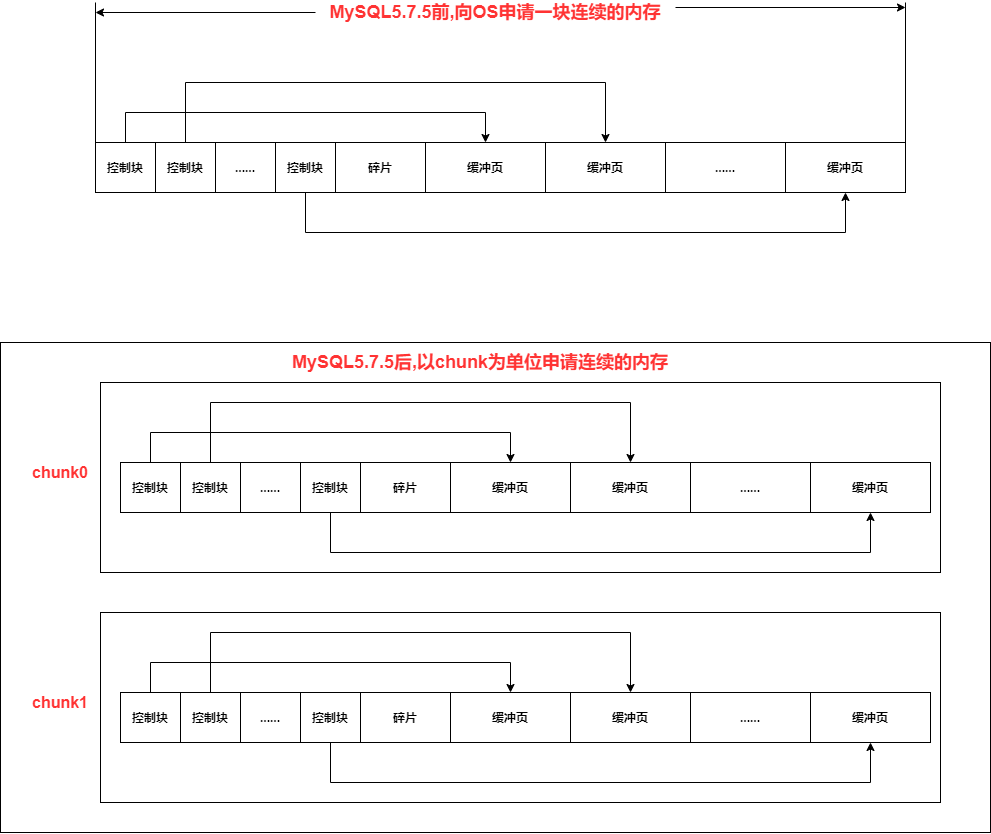 MySQL5.7.5前,向OS申请一块连续的内存
控制块 控制块 ...... 控制块 碎片 缓冲页 缓冲页 ...... 缓冲页
MySQL5.7.5后,以chunk为单位申请连续的内存
chunk0
控制块 控制块 ...... 控制块 碎片 缓冲页 缓冲页 ...... 缓冲页
chunk1
控制块 控制块 ...... 控制块 碎片 缓冲页 缓冲页 ...... 缓冲页